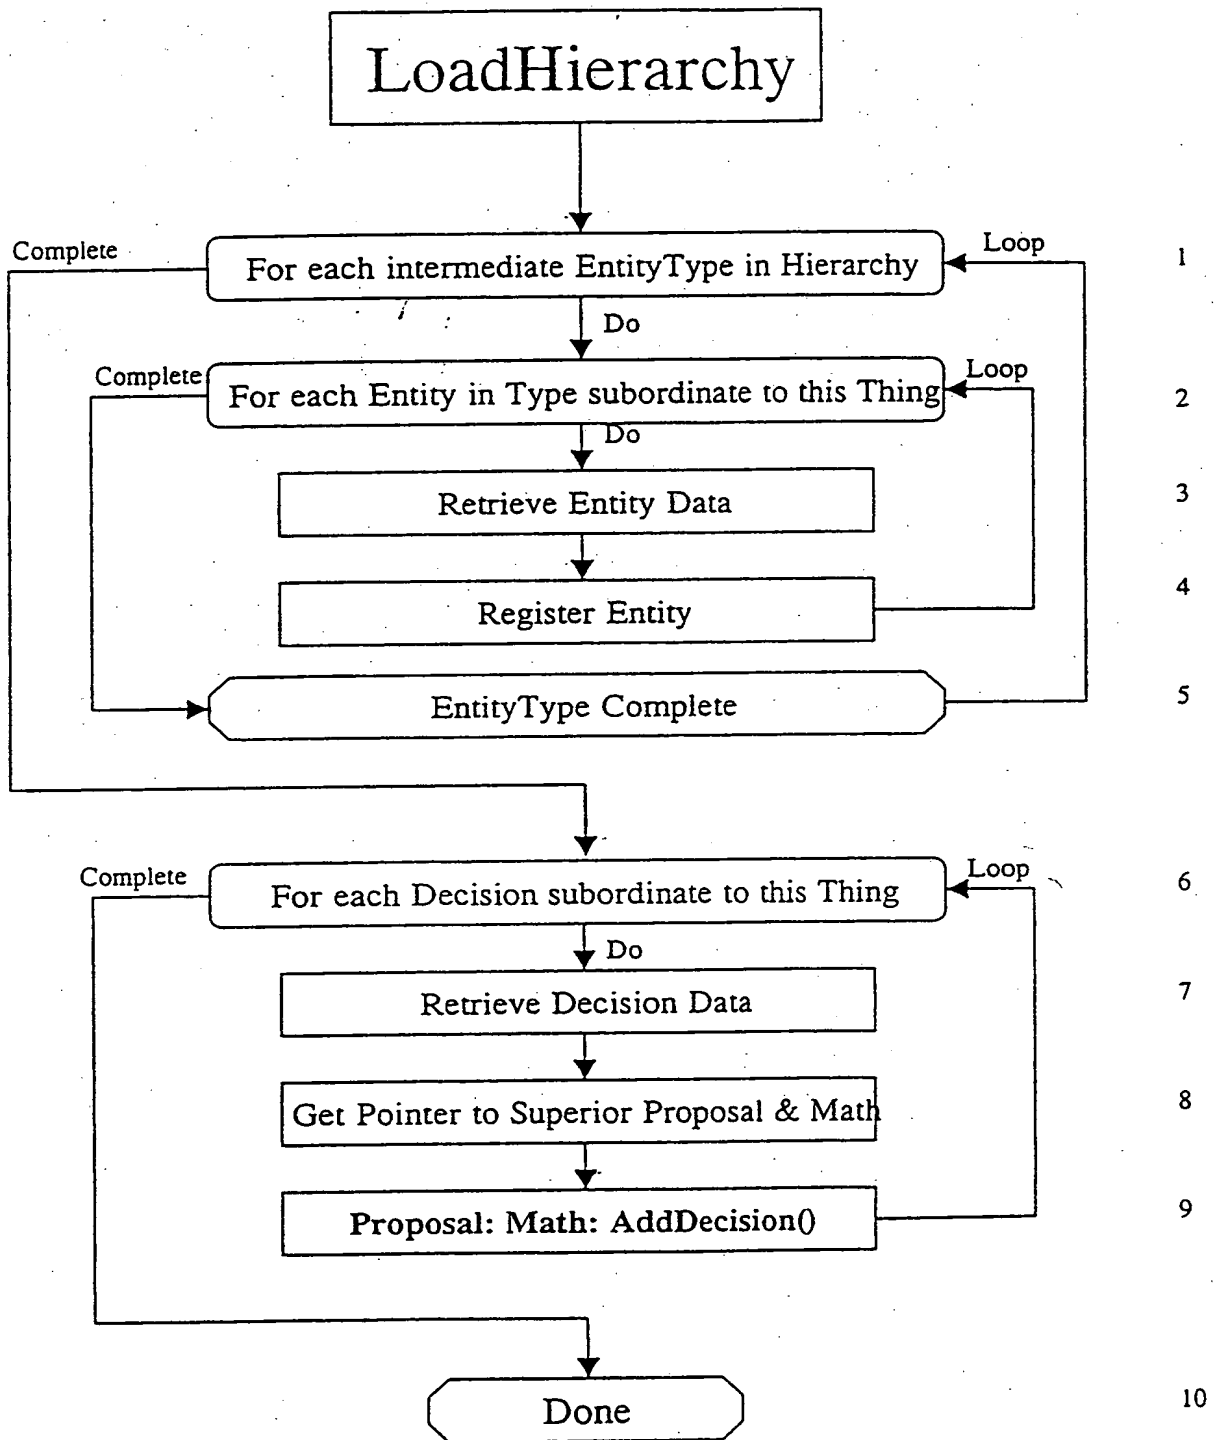 LoadHierarchy
Complete
For each intermediate EntityType in Hierarchy
Loop
1
Do
Complete
For each Entity in Type subordinate to this Thing
Loop
2
Do
Retrieve Entity Data
3
Register Entity
4
EntityType Complete
5
Complete
For each Decision subordinate to this Thing
Loop
6
Do
Retrieve Decision Data
7
Get Pointer to Superior Proposal & Math
8
Proposal: Math: AddDecision()
9
Done
10